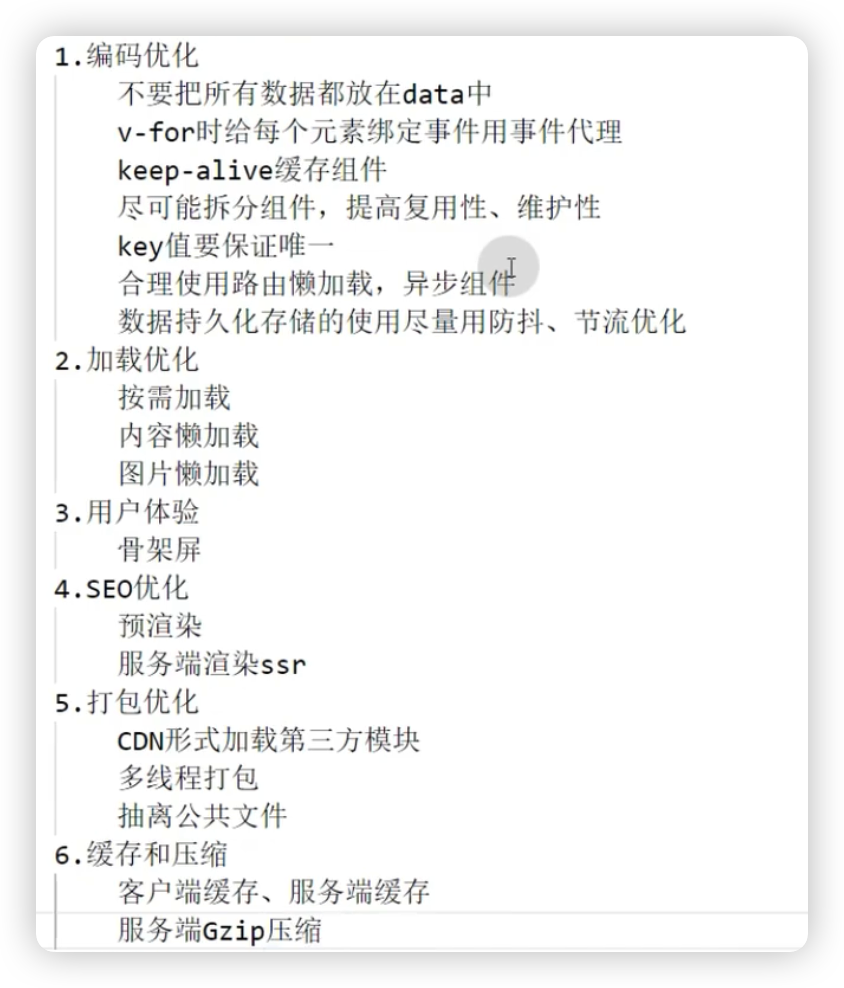 1.编码优化
不要把所有数据都放在data中
v-for时给每个元素绑定事件用事件代理
keep-alive缓存组件
尽可能拆分组件，提高复用性、维护性
key值要保证唯一
合理使用路由懒加载，异步组件
数据持久化存储的使用尽量用防抖、节流优化
2.加载优化
按需加载
内容懒加载
图片懒加载
3.用户体验
骨架屏
4.SEO优化
预渲染
服务端渲染ssr
5.打包优化
CDN形式加载第三方模块
多线程打包
抽离公共文件
6.缓存和压缩
客户端缓存、服务端缓存
服务端Gzip压缩